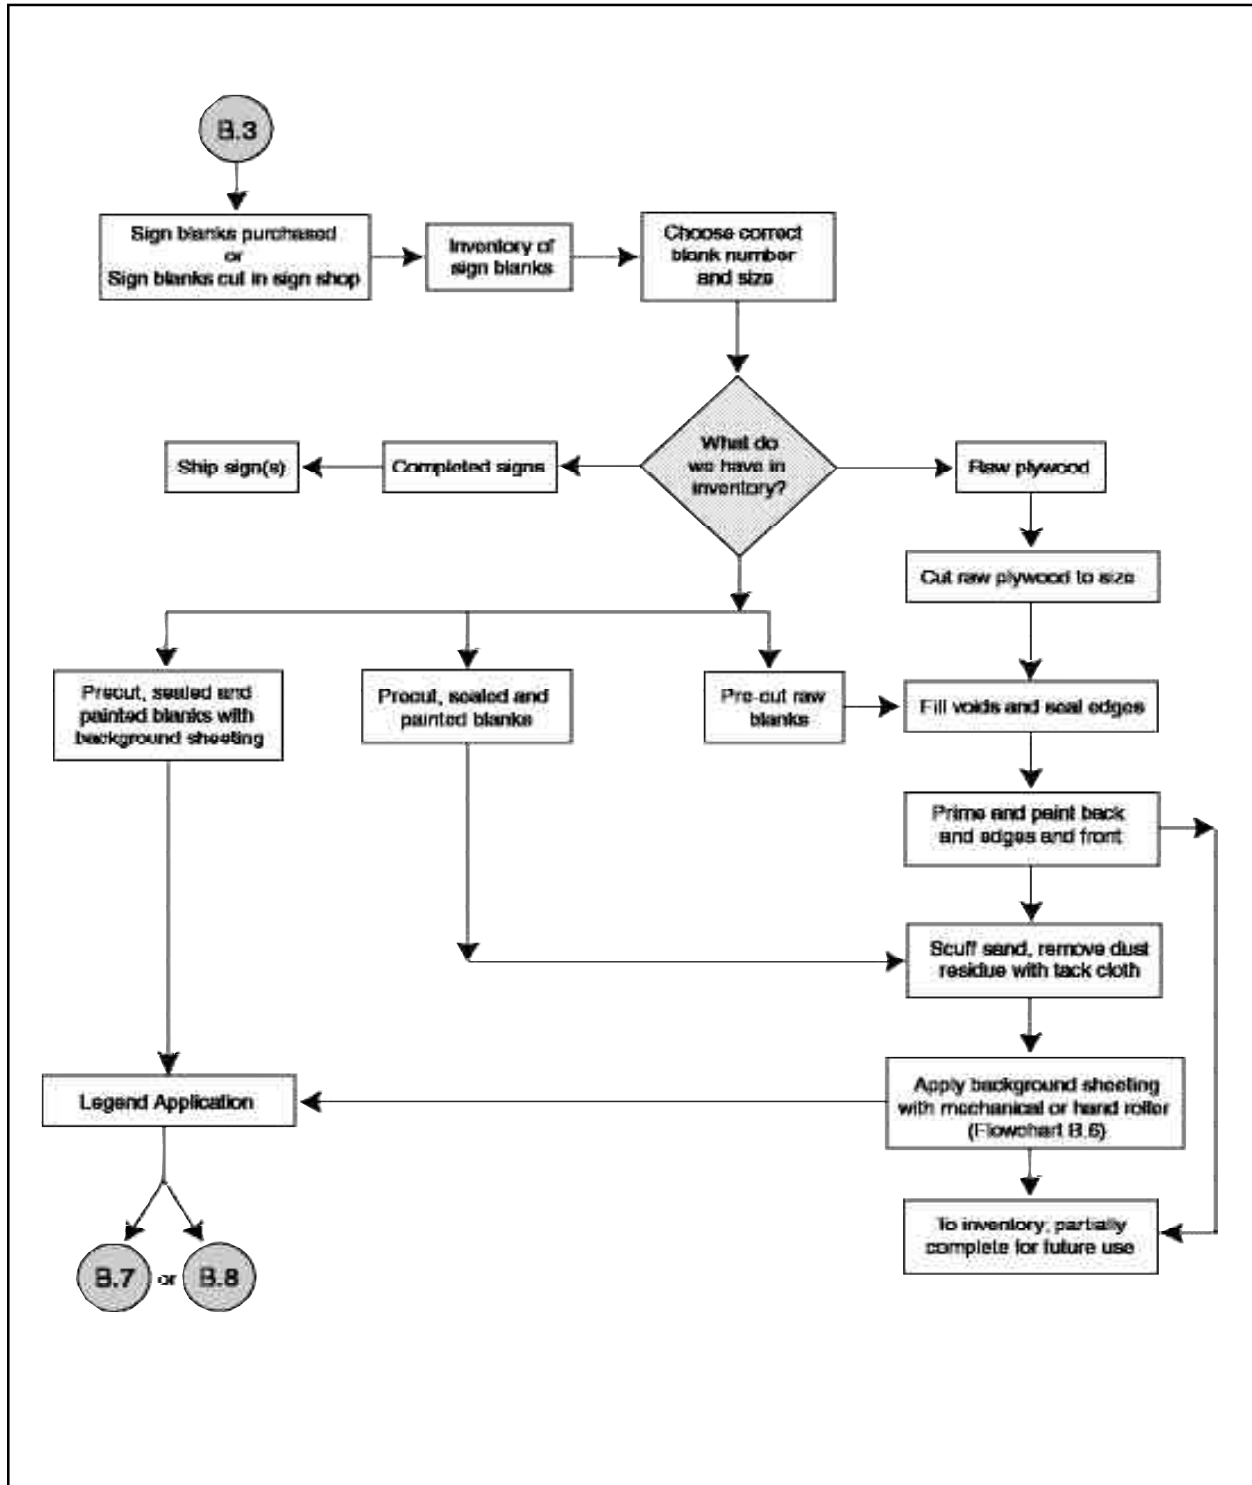 B.3
Sign blanks purchased
or
Sign blanks cut in sign shop
Inventory of
sign blanks
Choose correct
blank number
and size
What do
we have in
inventory?
Ship sign(s)
Completed signs
Raw plywood
Cut raw plywood to size
Precut, sealed and
painted blanks with
background sheeting
Precut, sealed and
painted blanks
Pre-cut raw
blanks
Fill voids and seal edges
Prime and paint back
and edges and front
Scuff sand, remove dust
residue with tack cloth
Legend Application
Apply background sheeting
with mechanical or hand roller
(Flowchart B.6)
To inventory; partially
complete for future use
B.7 or B.8